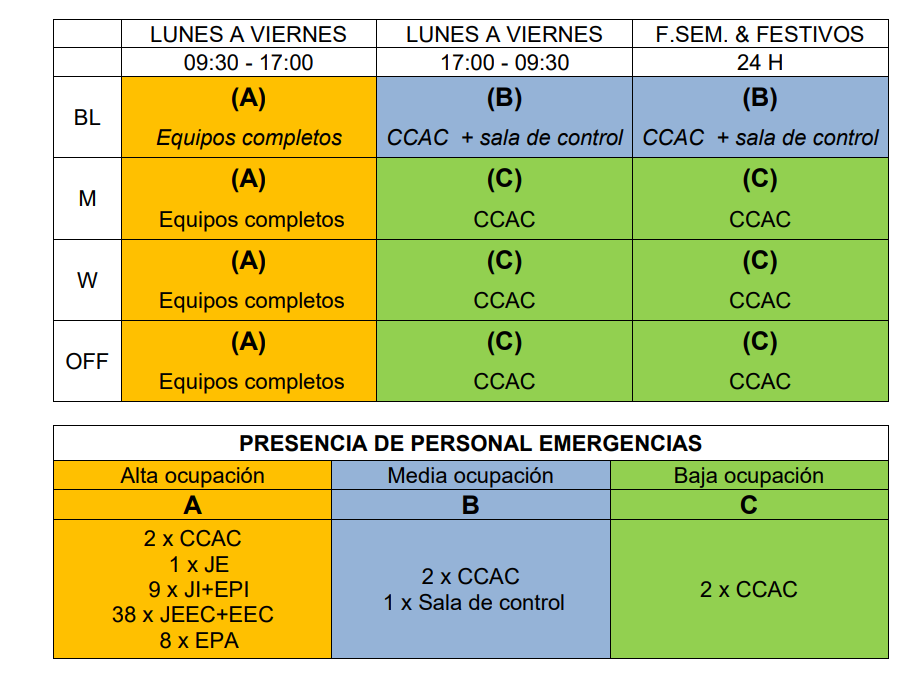 LUNES A VIERNES LUNES A VIERNES F.SEM. & FESTIVOS
09:30 - 17:00 17:00 - 09:30 24 H
BL
(A) (B) (B)
Equipos completos CCAC + sala de control CCAC + sala de control
M
(A) (C) (C)
Equipos completos CCAC CCAC
W
(A) (C) (C)
Equipos completos CCAC CCAC
OFF
(A) (C) (C)
Equipos completos CCAC CCAC
PRESENCIA DE PERSONAL EMERGENCIAS
Alta ocupación Media ocupación Baja ocupación
A B C
2 x CCAC
1 x JE
9 x JI+EPI
38 x JEEC+EEC
8 x EPA
2 x CCAC
1 x Sala de control
2 x CCAC